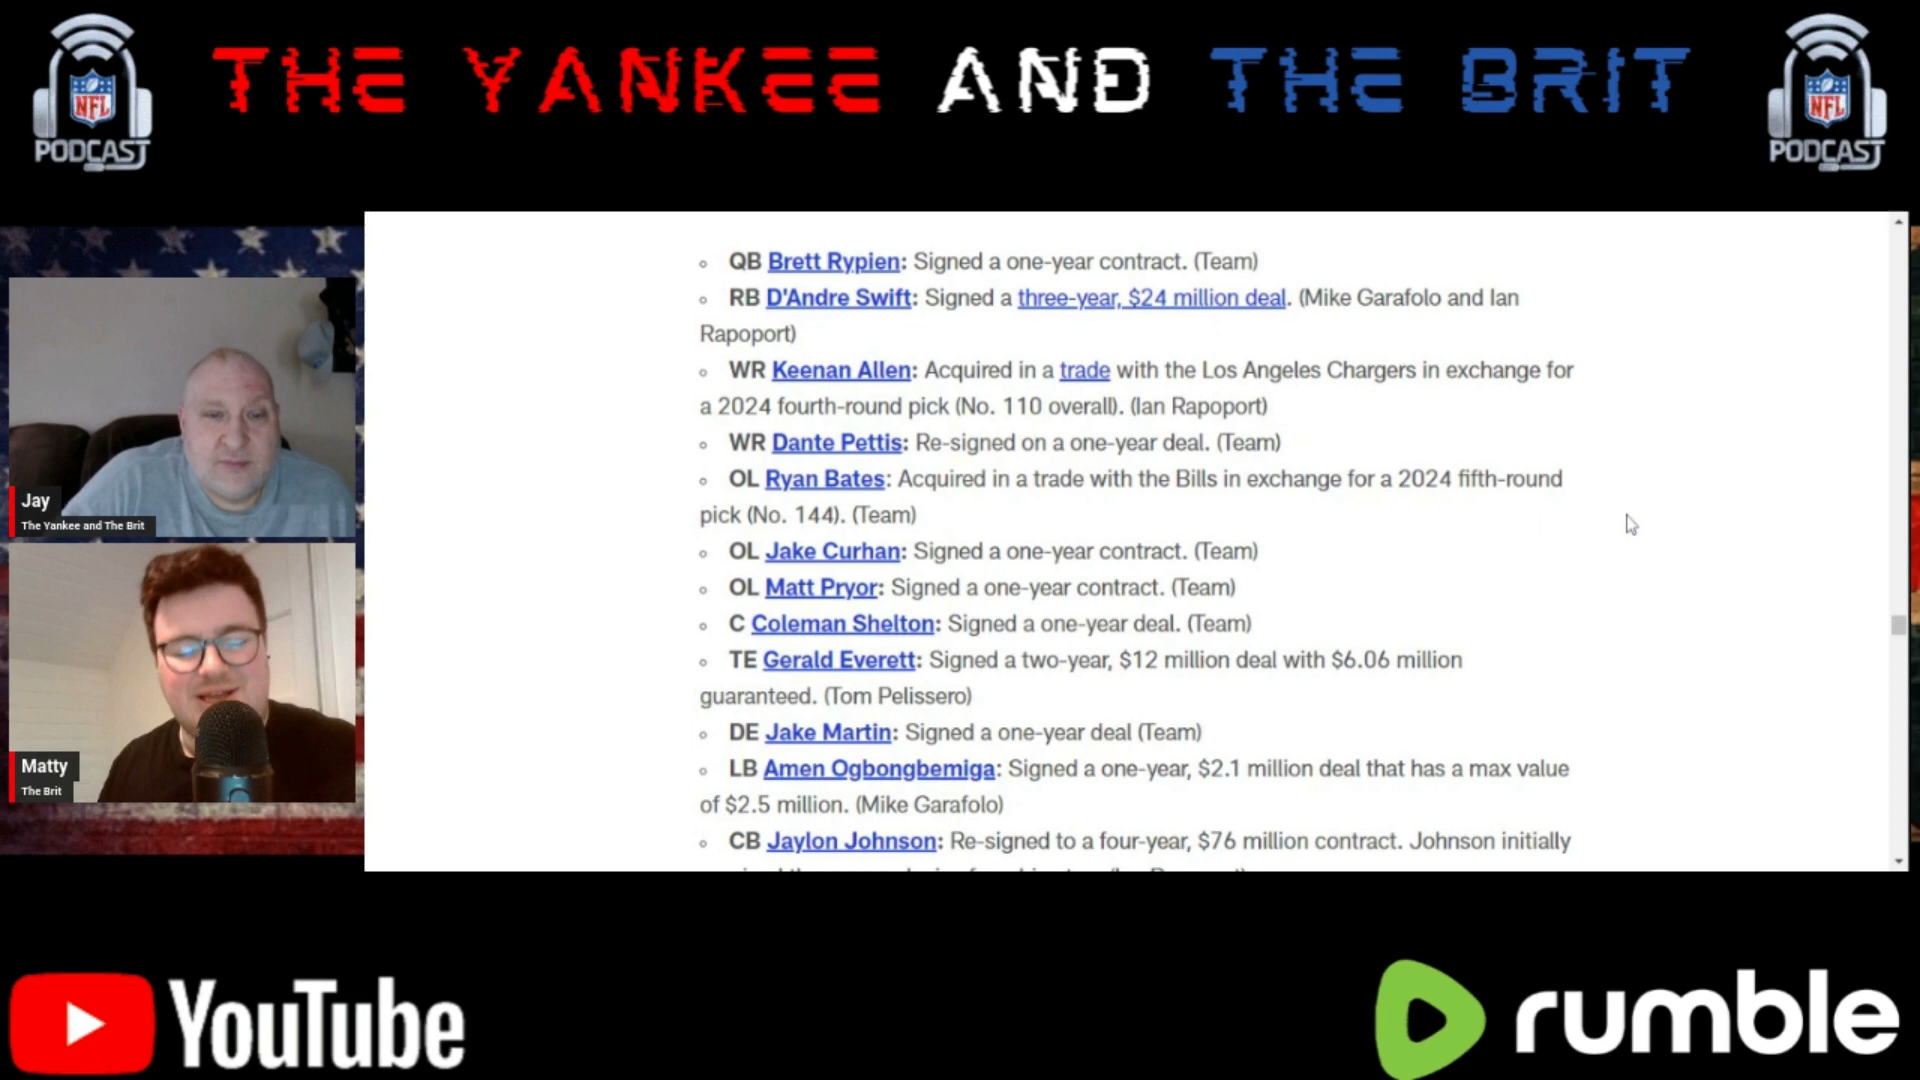 THE YANKEE AND THE BRIT
NFL
PODCAST
NFL
PODCAST
QB Brett Rypien: Signed a one-year contract. (Team)
RB D'Andre Swift: Signed a three-year, $24 million deal. (Mike Garafolo and Ian
Rapoport)
WR Keenan Allen: Acquired in a trade with the Los Angeles Chargers in exchange for
a 2024 fourth-round pick (No. 110 overall). (Ian Rapoport)
WR Dante Pettis: Re-signed on a one-year deal. (Team)
OL Ryan Bates: Acquired in a trade with the Bills in exchange for a 2024 fifth-round
pick (No. 144). (Team)
OL Jake Curhan: Signed a one-year contract. (Team)
OL Matt Pryor: Signed a one-year contract. (Team)
C Coleman Shelton: Signed a one-year deal. (Team)
TE Gerald Everett: Signed a two-year, $12 million deal with $6.06 million
guaranteed. (Tom Pelissero)
DE Jake Martin: Signed a one-year deal (Team)
LB Amen Ogbongbemiga: Signed a one-year, $2.1 million deal that has a max value
of $2.5 million. (Mike Garafolo)
CB Jaylon Johnson: Re-signed to a four-year, $76 million contract. Johnson initially
Jay
The Yankee and The Brit
Matty
The Brit
YouTube
rumble